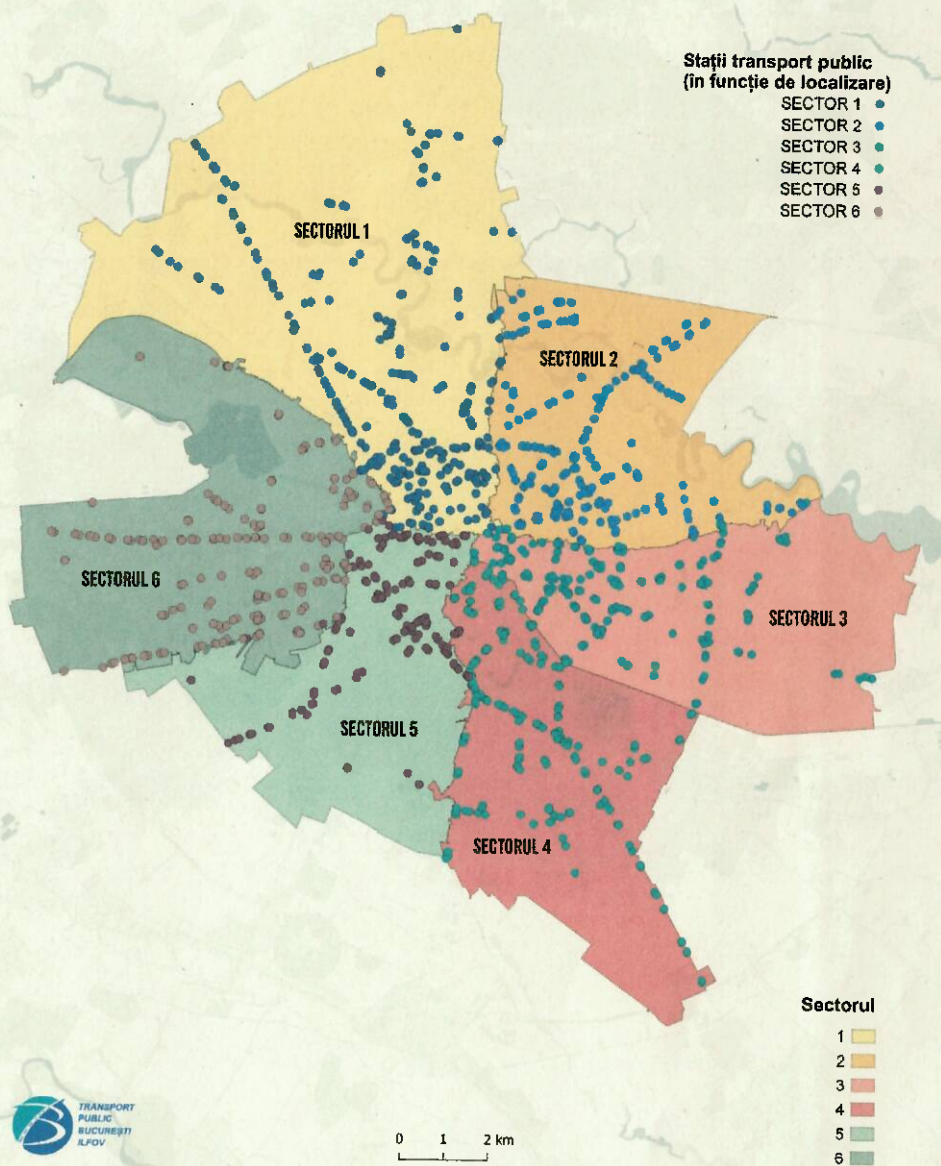 Stații transport public
(în funcție de localizare)
SECTOR 1
SECTOR 2
SECTOR 3
SECTOR 4
SECTOR 5
SECTOR 6
SECTORUL 1
SECTORUL 2
SECTORUL 6
SECTORUL 3
SECTORUL 5
SECTORUL 4
Sectorul
1
2
3
4
5
6
TRANSPORT
PUBLIC
BUCUREȘTI
ILFOV
0 1 2 km